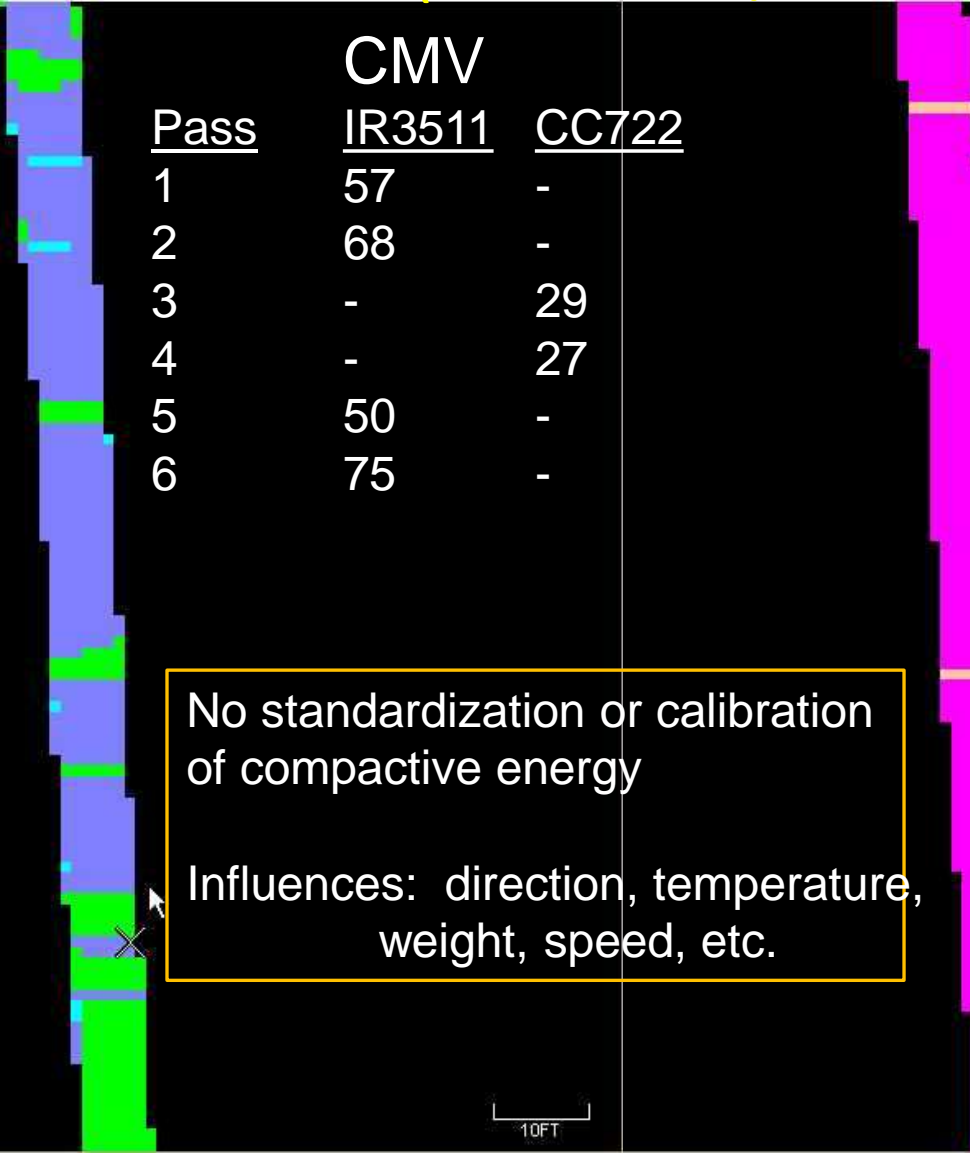 CMV
Pass IR3511 CC722
1 57 -
2 68 -
3 - 29
4 - 27
5 50 -
6 75 -
No standardization or calibration
of compactive energy
Influences: direction, temperature,
weight, speed, etc.
10FT